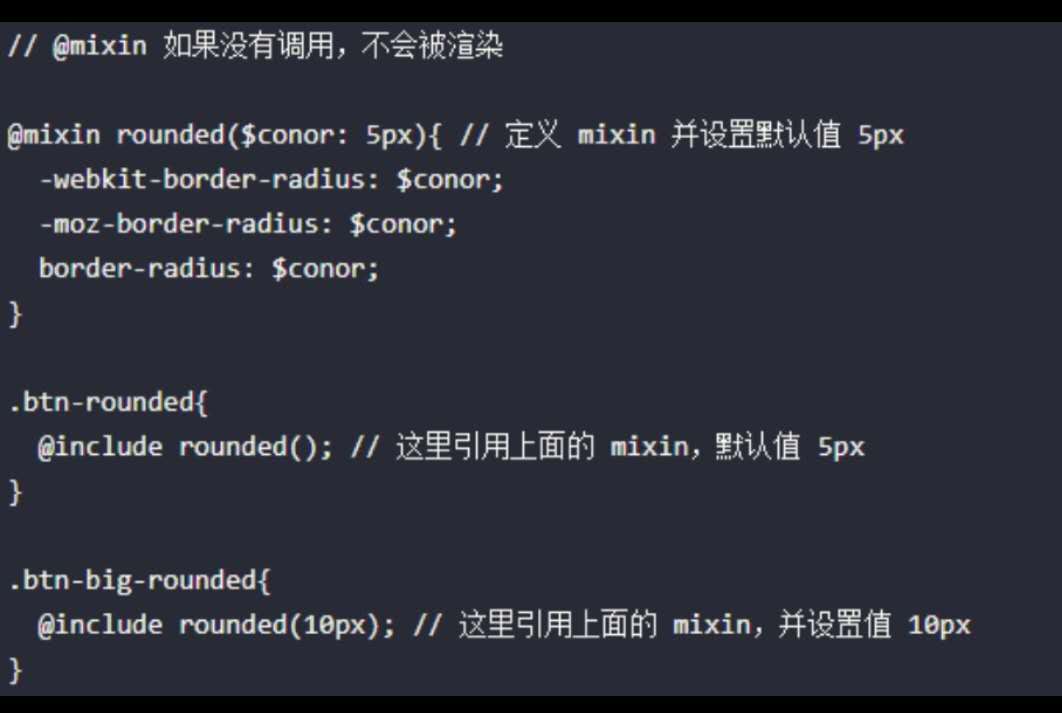 // @mixin 如果没有调用，不会被渲染
@mixin rounded($conor: 5px){ // 定义 mixin 并设置默认值 5px
-webkit-border-radius: $conor;
-moz-border-radius: $conor;
border-radius: $conor;
}
.btn-rounded{
@include rounded(); // 这里引用上面的 mixin，默认值 5px
}
.btn-big-rounded{
@include rounded(10px); // 这里引用上面的 mixin，并设置值 10px
}